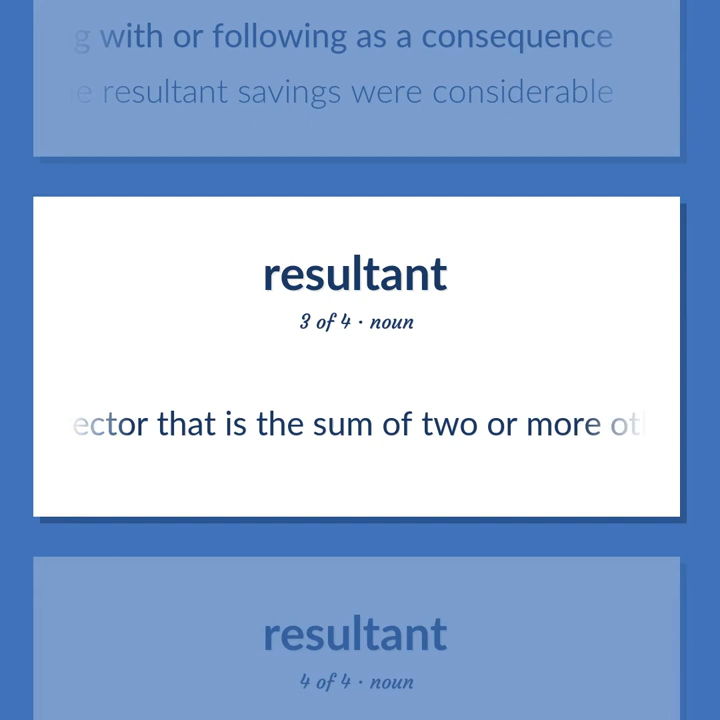 with or following as a consequence
resultant savings were considerable
resultant
3 of 4 · noun
that is the sum of two or more
resultant
4 of 4 · noun